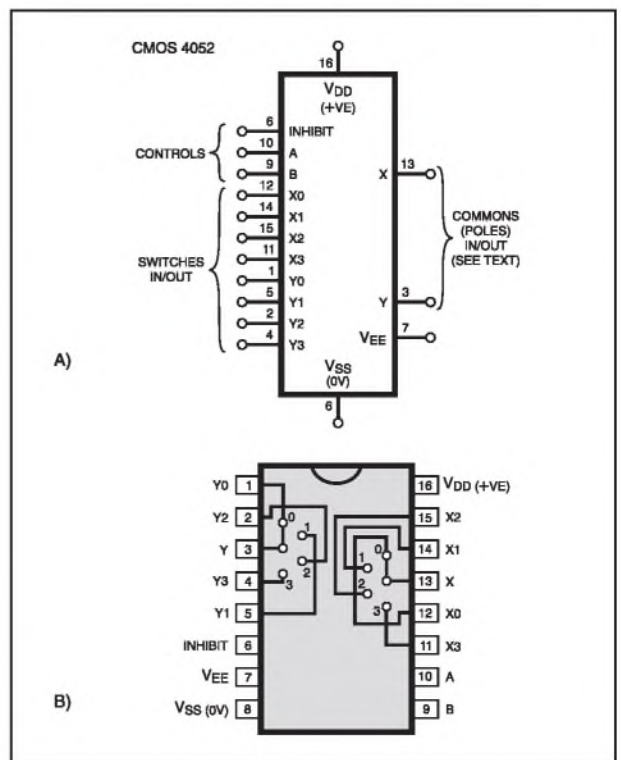 CMOS 4052
16
VDD
(+VE)
CONTROLS
6 INHIBIT
10 A
9 B
SWITCHES
IN/OUT
12 X0
14 X1
15 X2
11 X3
1 Y0
5 Y1
2 Y2
4 Y3
X 13
Y 3
VEE 7
COMMONS
(POLES)
IN/OUT
(SEE TEXT)
VSS
(0V)
6
A)
Y0 1
Y2 2
Y 3
Y3 4
Y1 5
INHIBIT 6
VEE 7
VSS (0V) 8
0
1
2
3
0
1
2
3
16 VDD (+VE)
15 X2
14 X1
13 X
12 X0
11 X3
10 A
9 B
B)